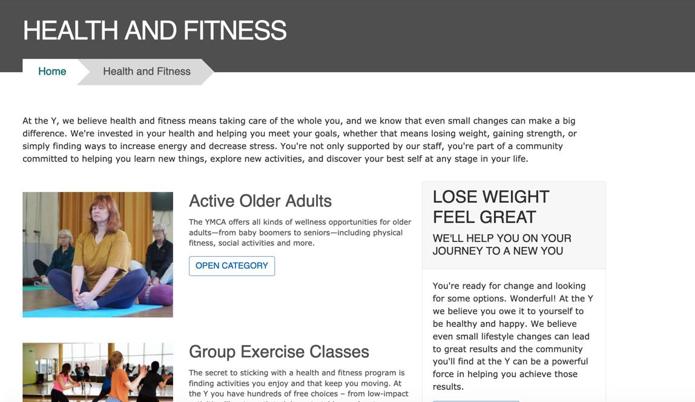 HEALTH AND FITNESS
Home
Health and Fitness
At the Y, we believe health and fitness means taking care of the whole you, and we know that even small changes can make a big
difference. We're invested in your health and helping you meet your goals, whether that means losing weight, gaining strength, or
simply finding ways to increase energy and decrease stress. You're not only supported by our staff, you're part of a community
committed to helping you learn new things, explore new activities, and discover your best self at any stage in your life.
Active Older Adults
The YMCA offers all kinds of wellness opportunities for older
adults—from baby boomers to seniors—including physical
fitness, social activities and more.
OPEN CATEGORY
Group Exercise Classes
The secret to sticking with a health and fitness program is
finding activities you enjoy and that keep you moving. At
the Y you have hundreds of free choices – from low-impact
LOSE WEIGHT
FEEL GREAT
WE'LL HELP YOU ON YOUR
JOURNEY TO A NEW YOU
You're ready for change and looking
for some options. Wonderful! At the Y
we believe you owe it to yourself to
be healthy and happy. We believe
even small lifestyle changes can lead
to great results and the community
you'll find at the Y can be a powerful
force in helping you achieve those
results.